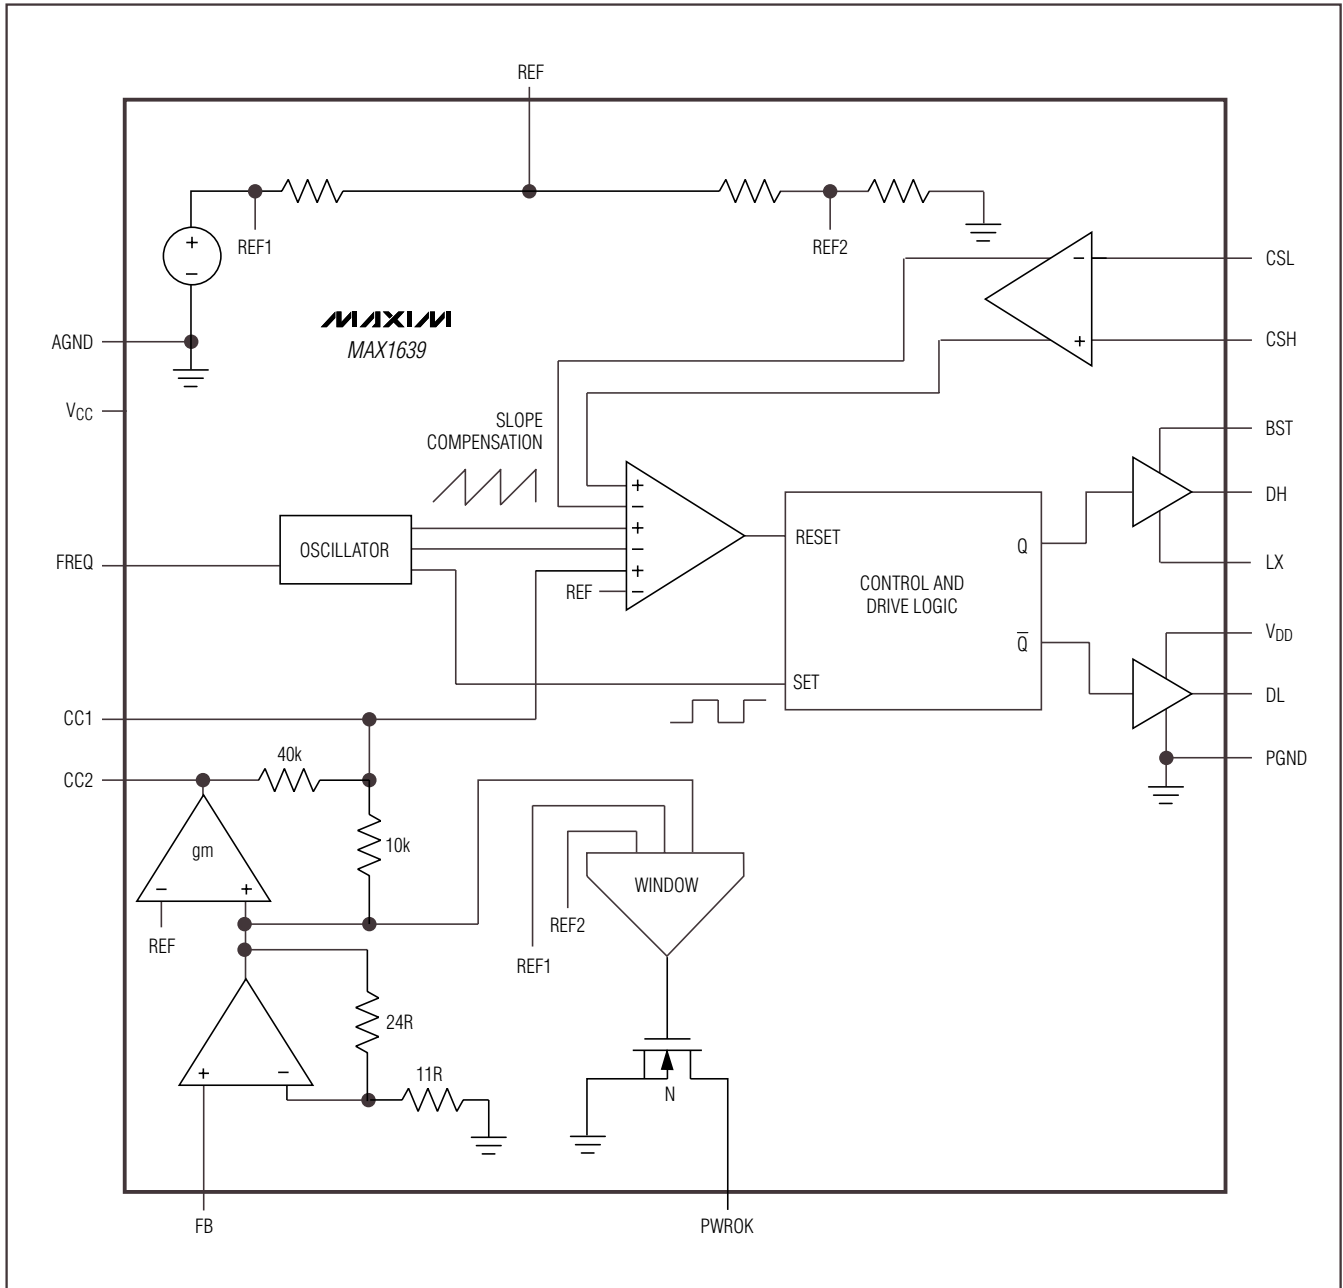 REF
REF1
REF2
+
−
−
CSL
MAXIM
MAX1639
AGND
+
CSH
VCC
SLOPE
COMPENSATION
BST
+
−
+
−
+
−
DH
OSCILLATOR
RESET
Q
FREQ
LX
REF
CONTROL AND
DRIVE LOGIC
VDD
Q̅
SET
DL
CC1
40k
CC2
PGND
10k
gm
−
+
WINDOW
REF
REF2
REF1
24R
+
−
11R
N
FB
PWROK